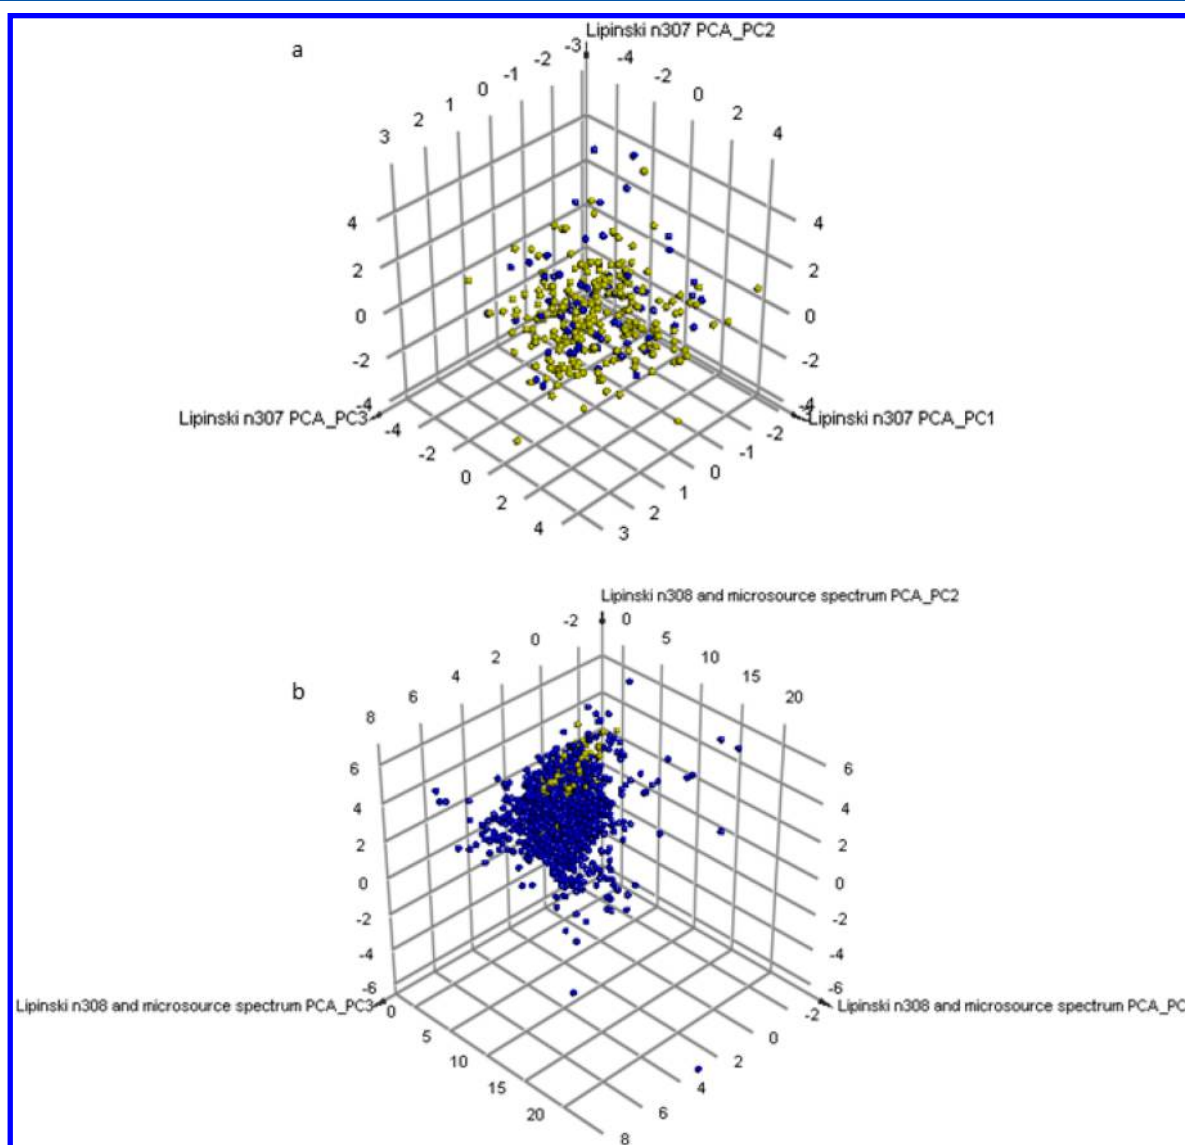 a
Lipinski n307 PCA_PC2
3 2 1 0 -1 -2 -3
-4 -2 0 2 4
4 2 0 -2 -4
4 2 0 -2 -4
Lipinski n307 PCA_PC3
Lipinski n307 PCA_PC1
-4 -2 0 2 4
3 2 1 0 -1 -2
b
Lipinski n308 and microsource spectrum PCA_PC2
8 6 4 2 0 -2
0 5 10 15 20
6 4 2 0 -2 -4 -6
6 4 2 0 -2 -4 -6
Lipinski n308 and microsource spectrum PCA_PC3
Lipinski n308 and microsource spectrum PCA_PC
0 5 10 15 20
8 6 4 2 0 -2